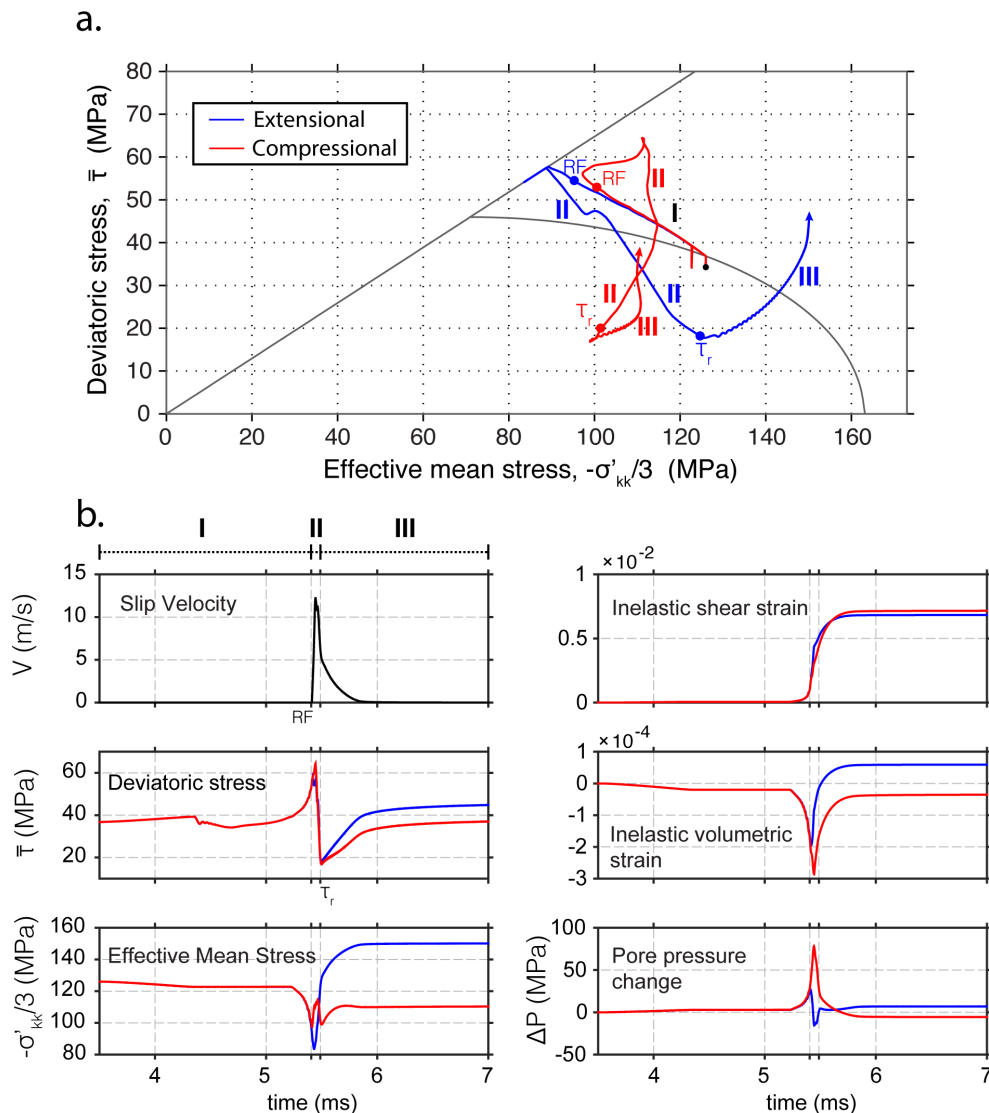 a.
Deviatoric stress, τ̅ (MPa)
80
70
60
50
40
30
20
10
0
Extensional
Compressional
RF
RF
II
II
I
II
II
III
III
τr
τr
0 20 40 60 80 100 120 140 160
Effective mean stress, -σ'kk/3 (MPa)
b.
I II III
15
10
5
0
V (m/s)
Slip Velocity
RF
×10-2
1
0.5
0
Inelastic shear strain
60
40
20
τ̅ (MPa)
Deviatoric stress
τr
×10-4
0
-1
-2
-3
Inelastic volumetric
strain
160
140
120
100
80
-σ'kk/3 (MPa)
Effective Mean Stress
4 5 6 7
time (ms)
100
50
0
-50
ΔP (MPa)
Pore pressure
change
4 5 6 7
time (ms)